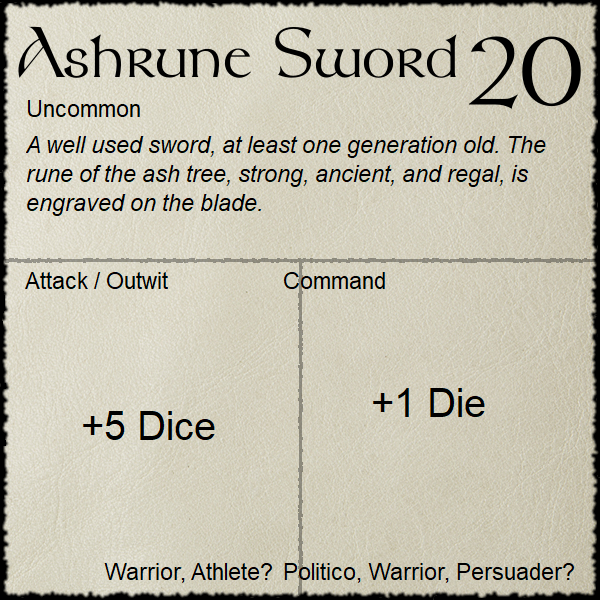 Ashrune Sword 20
Uncommon
A well used sword, at least one generation old. The
rune of the ash tree, strong, ancient, and regal, is
engraved on the blade.
Attack / Outwit
Command
+5 Dice
+1 Die
Warrior, Athlete?
Politico, Warrior, Persuader?